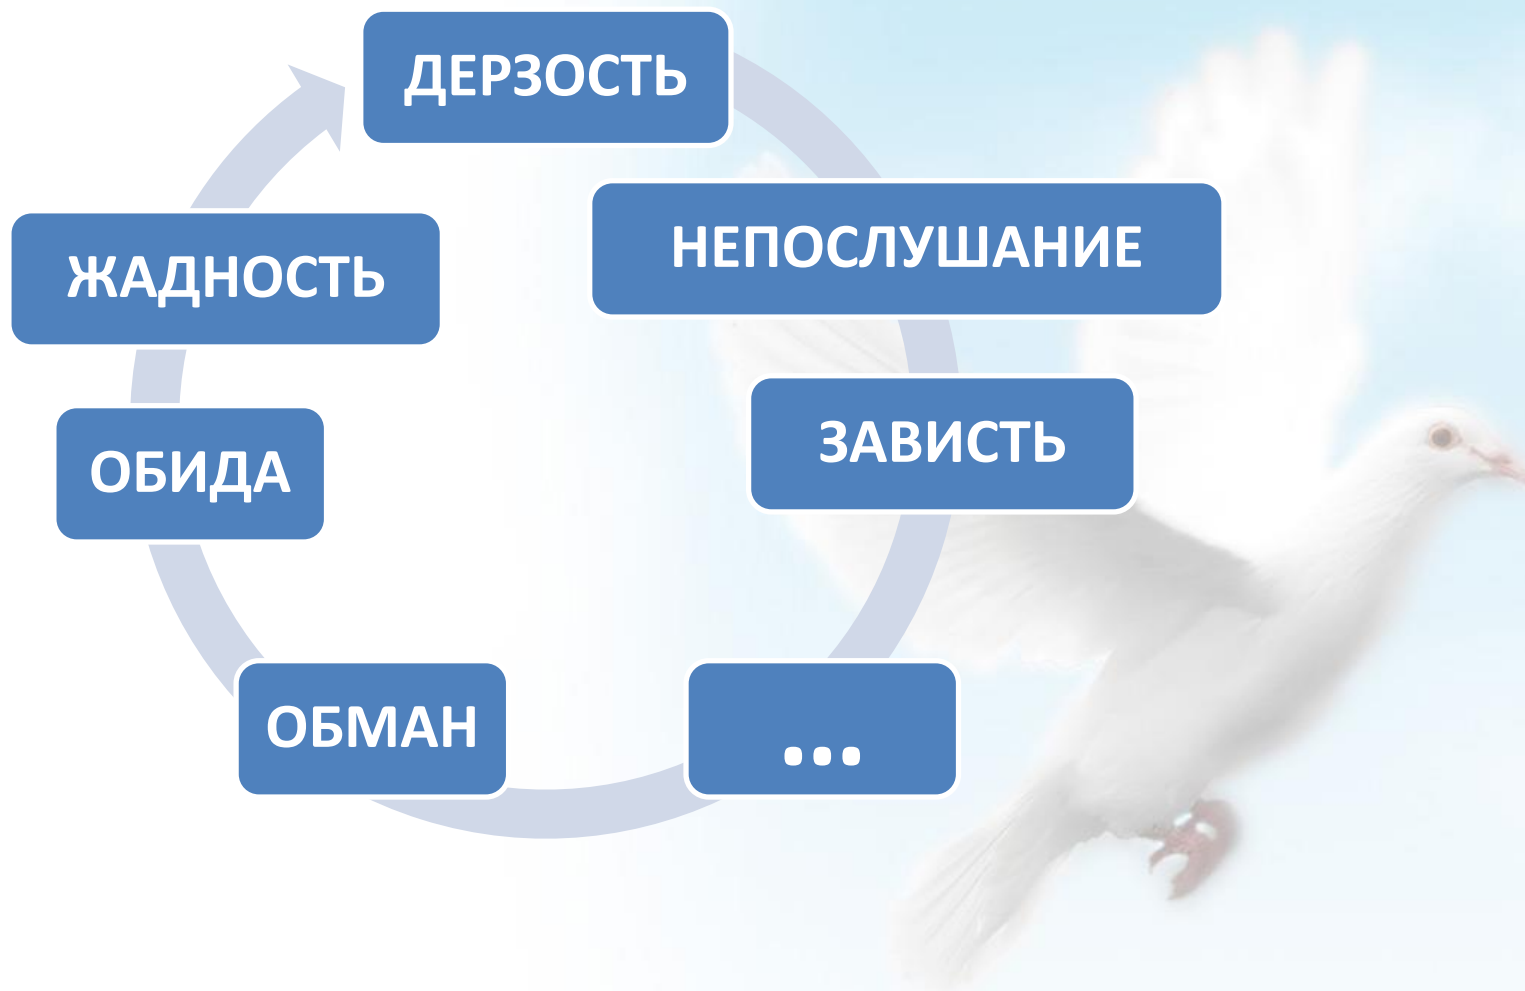 ДЕРЗОСТЬ
НЕПОСЛУШАНИЕ
ЗАВИСТЬ
...
ОБМАН
ОБИДА
ЖАДНОСТЬ